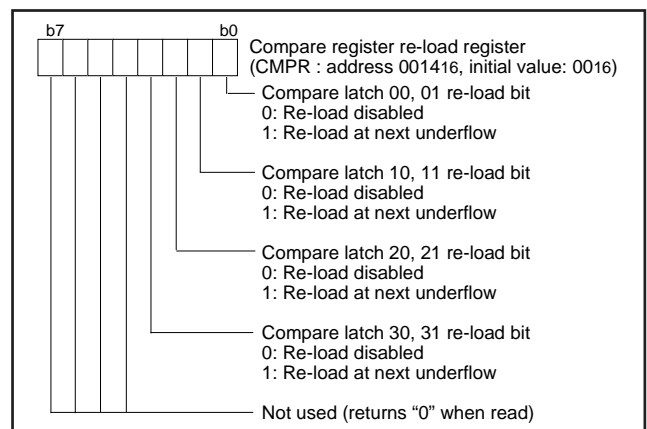 b7 b0
Compare register re-load register
(CMPR : address 001416, initial value: 0016)
Compare latch 00, 01 re-load bit
0: Re-load disabled
1: Re-load at next underflow
Compare latch 10, 11 re-load bit
0: Re-load disabled
1: Re-load at next underflow
Compare latch 20, 21 re-load bit
0: Re-load disabled
1: Re-load at next underflow
Compare latch 30, 31 re-load bit
0: Re-load disabled
1: Re-load at next underflow
Not used (returns “0” when read)